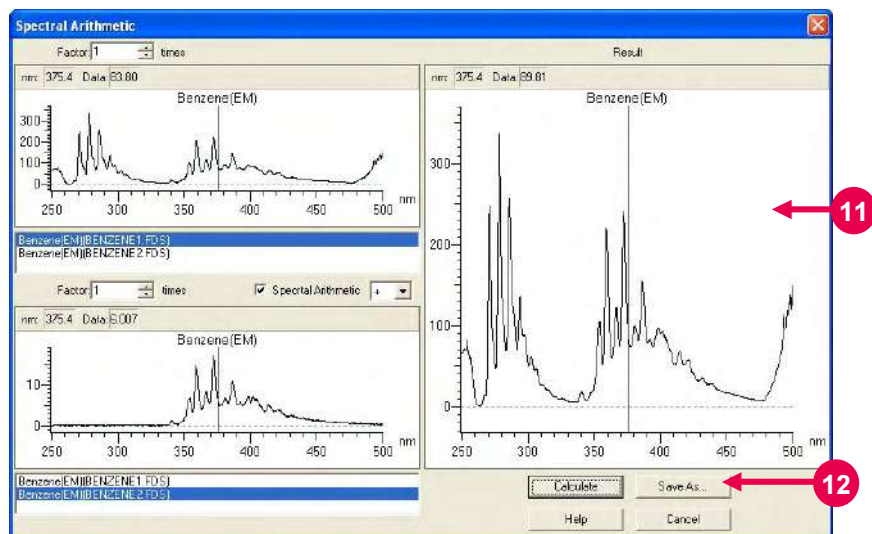 Spectral Arithmetic
Factor: 1 times
Result
nm: 375.4 Data: 63.80
nm: 375.4 Data: 69.81
Benzene(EM)
Benzene(EM)
300
200
100
0
250 300 350 400 450 500 nm
Benzene(EM)(BENZENE1.FDS)
Benzene(EM)(BENZENE2.FDS)
Factor: 1 times
Spectral Arithmetic +
nm: 375.4 Data: 6.007
Benzene(EM)
10
0
250 300 350 400 450 500 nm
300
200
100
0
250 300 350 400 450 500 nm
11
Benzene(EM)(BENZENE1.FDS)
Benzene(EM)(BENZENE2.FDS)
Calculate
Save As...
12
Help
Cancel